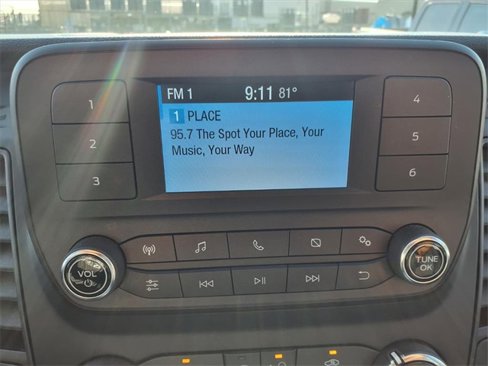 FM 1 9:11 81°
1 PLACE
95.7 The Spot Your Place, Your
Music, Your Way
1
2
3
4
5
6
VOL
TUNE
OK